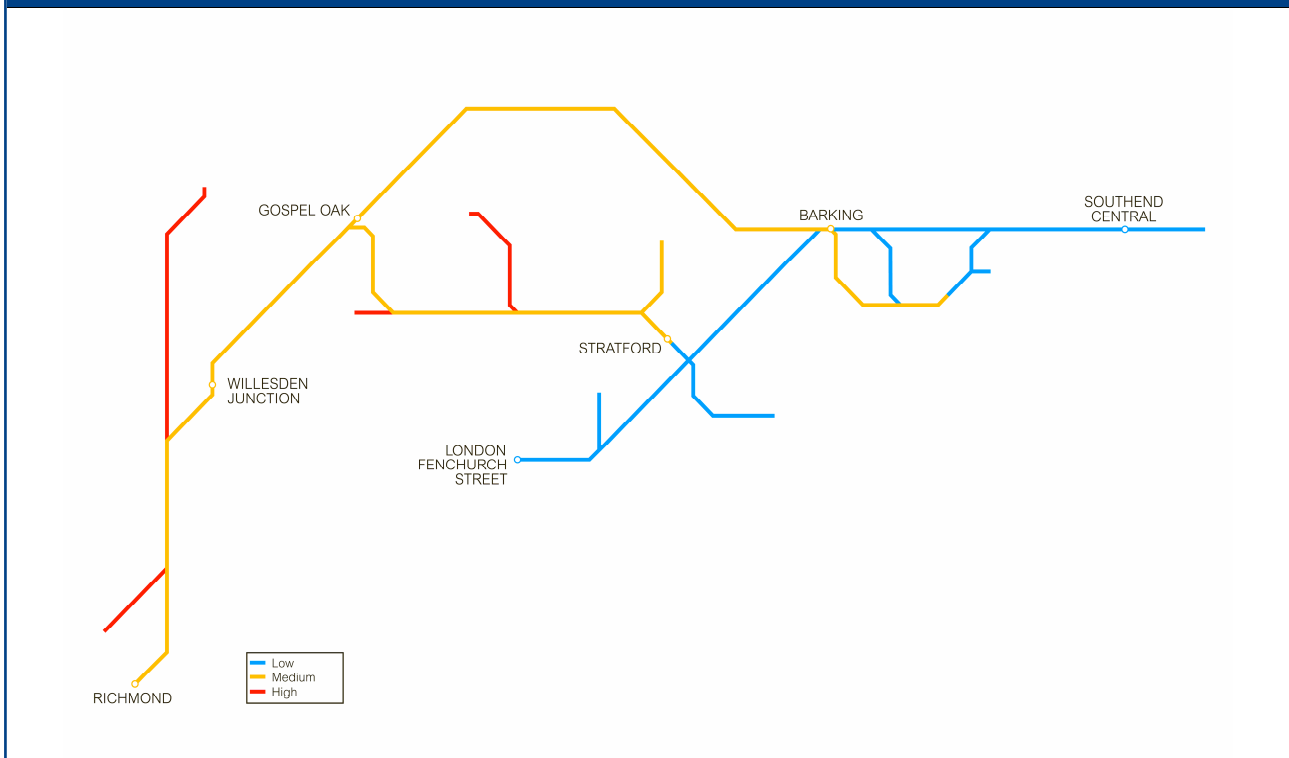 SOUTHEND
CENTRAL
GOSPEL OAK
BARKING
STRATFORD
WILLESDEN
JUNCTION
LONDON
FENCHURCH
STREET
Low
Medium
High
RICHMOND